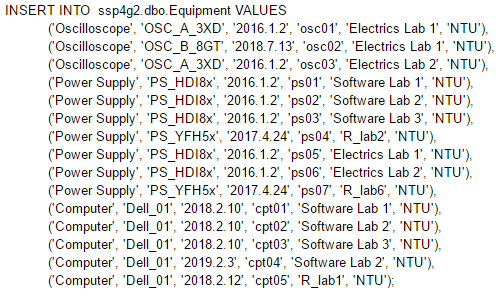 INSERT INTO ssp4g2.dbo.Equipment VALUES
('Oscilloscope', 'OSC_A_3XD', '2016.1.2', 'osc01', 'Electrics Lab 1', 'NTU'),
('Oscilloscope', 'OSC_B_8GT', '2018.7.13', 'osc02', 'Electrics Lab 1', 'NTU'),
('Oscilloscope', 'OSC_A_3XD', '2016.1.2', 'osc03', 'Electrics Lab 2', 'NTU'),
('Power Supply', 'PS_HDI8x', '2016.1.2', 'ps01', 'Software Lab 1', 'NTU'),
('Power Supply', 'PS_HDI8x', '2016.1.2', 'ps02', 'Software Lab 2', 'NTU'),
('Power Supply', 'PS_HDI8x', '2016.1.2', 'ps03', 'Software Lab 3', 'NTU'),
('Power Supply', 'PS_YFH5x', '2017.4.24', 'ps04', 'R_lab2', 'NTU'),
('Power Supply', 'PS_HDI8x', '2016.1.2', 'ps05', 'Electrics Lab 1', 'NTU'),
('Power Supply', 'PS_HDI8x', '2016.1.2', 'ps06', 'Electrics Lab 2', 'NTU'),
('Power Supply', 'PS_YFH5x', '2017.4.24', 'ps07', 'R_lab6', 'NTU'),
('Computer', 'Dell_01', '2018.2.10', 'cpt01', 'Software Lab 1', 'NTU'),
('Computer', 'Dell_01', '2018.2.10', 'cpt02', 'Software Lab 2', 'NTU'),
('Computer', 'Dell_01', '2018.2.10', 'cpt03', 'Software Lab 3', 'NTU'),
('Computer', 'Dell_01', '2019.2.3', 'cpt04', 'Software Lab 2', 'NTU'),
('Computer', 'Dell_01', '2018.2.12', 'cpt05', 'R_lab1', 'NTU');